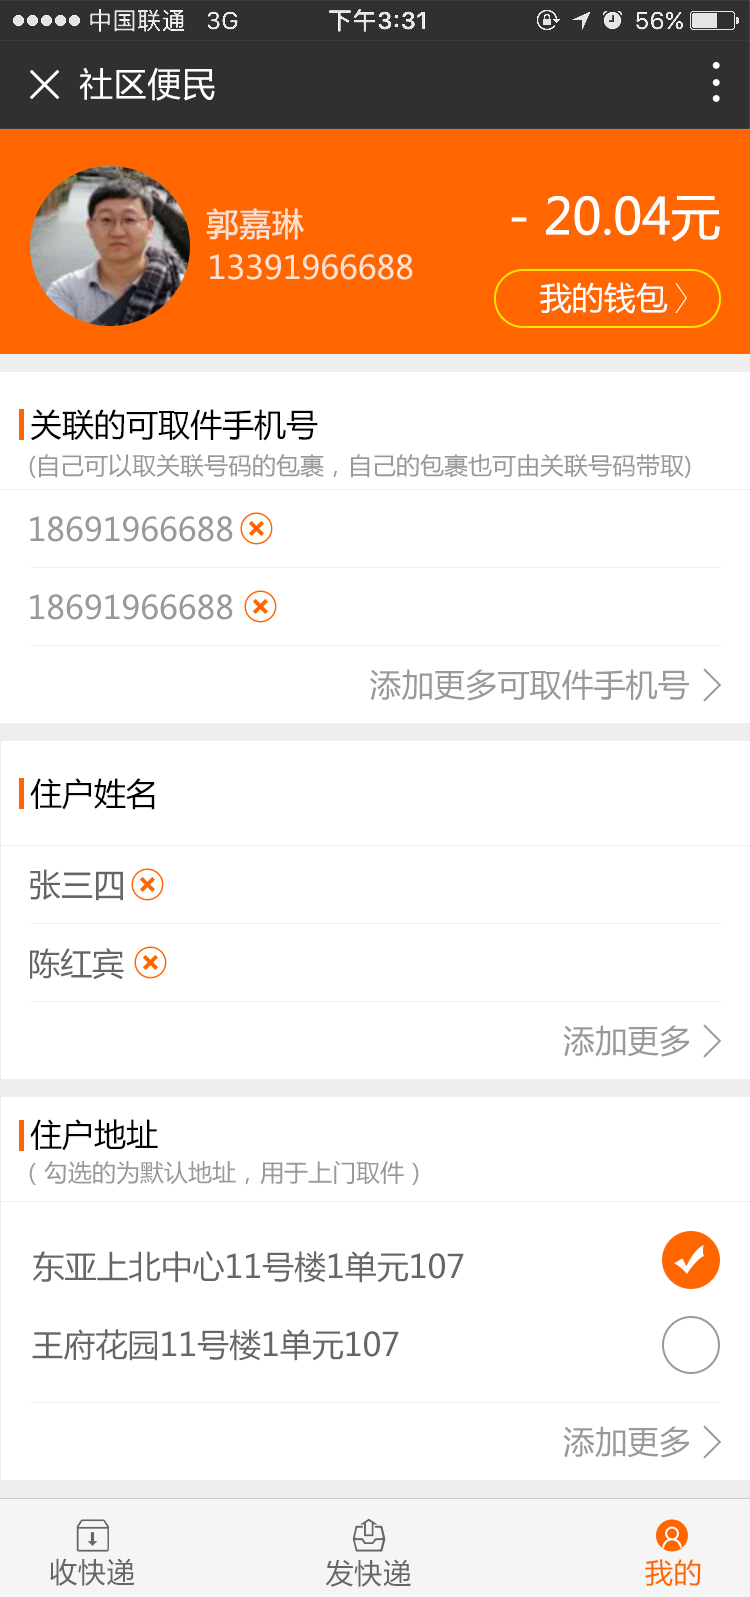 中国联通 3G 下午3:31 56%
社区便民
郭嘉琳
13391966688
- 20.04元
我的钱包
关联的可取件手机号
(自己可以取关联号码的包裹，自己的包裹也可由关联号码带取)
18691966688
18691966688
添加更多可取件手机号
住户姓名
张三四
陈红宾
添加更多
住户地址
（ 勾选的为默认地址，用于上门取件 ）
东亚上北中心11号楼1单元107
王府花园11号楼1单元107
添加更多
收快递 发快递 我的